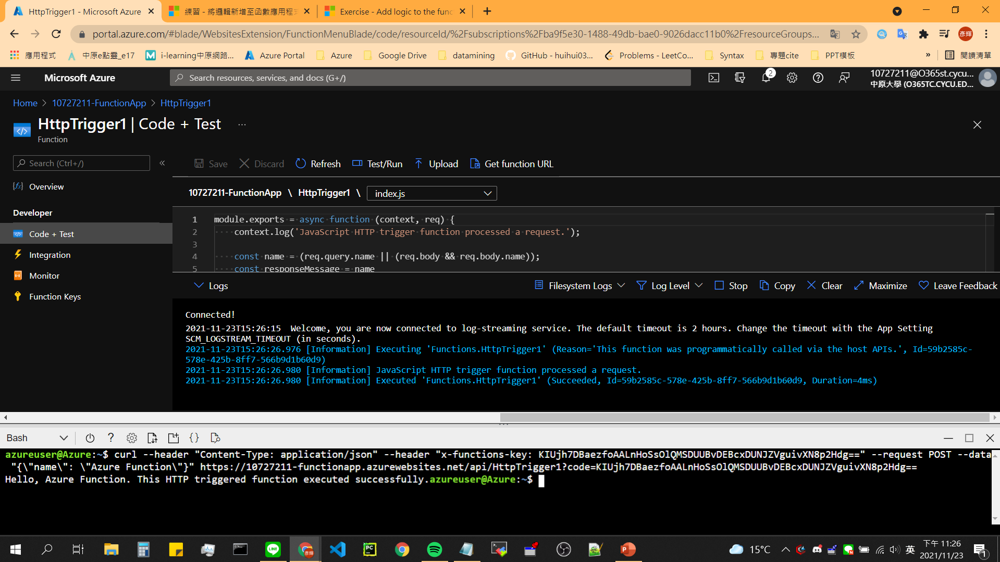 HttpTrigger1 - Microsoft Azure
練習 - 將邏輯新增至函數應用程式
Exercise - Add logic to the func
portal.azure.com/#blade/WebsitesExtension/FunctionMenuBlade/code/resourceId/%2Fsubscriptions%2Fba9f5e30-1488-49db-bae0-9026dacc11b0%2FresourceGroups...
彥輝
應用程式 中原e點靈_e17 i-learning中原網路... Azure Portal Azure Google Drive datamining GitHub - huihui03... Problems - LeetCo... Syntax 專題cite PPT模板 » 閱讀清單
Microsoft Azure
Search resources, services, and docs (G+/)
2
10727211@O365st.cycu...
中原大學 (O365TC.CYCU.ED...
Home > 10727211-FunctionApp > HttpTrigger1
HttpTrigger1 | Code + Test ...
Function
Search (Ctrl+/) «
Save Discard Refresh Test/Run Upload Get function URL
Overview
Developer
Code + Test
Integration
Monitor
Function Keys
10727211-FunctionApp \ HttpTrigger1 \ index.js
1 module.exports = async function (context, req) {
2 context.log('JavaScript HTTP trigger function processed a request.');
3
4 const name = (req.query.name || (req.body && req.body.name));
5 const responseMessage = name
Logs Filesystem Logs Log Level Stop Copy Clear Maximize Leave Feedback
Connected!
2021-11-23T15:26:15 Welcome, you are now connected to log-streaming service. The default timeout is 2 hours. Change the timeout with the App Setting
SCM_LOGSTREAM_TIMEOUT (in seconds).
2021-11-23T15:26:26.976 [Information] Executing 'Functions.HttpTrigger1' (Reason='This function was programmatically called via the host APIs.', Id=59b2585c-
578e-425b-8ff7-566b9d1b60d9)
2021-11-23T15:26:26.980 [Information] JavaScript HTTP trigger function processed a request.
2021-11-23T15:26:26.980 [Information] Executed 'Functions.HttpTrigger1' (Succeeded, Id=59b2585c-578e-425b-8ff7-566b9d1b60d9, Duration=4ms)
Bash
azureuser@Azure:~$ curl --header "Content-Type: application/json" --header "x-functions-key: KIUjh7DBaezfoAALnHoSsOlQMSDUUBvDEBcxDUNJZVguivXN8p2Hdg==" --request POST --data
"{\"name\": \"Azure Function\"}" https://10727211-functionapp.azurewebsites.net/api/HttpTrigger1?code=KIUjh7DBaezfoAALnHoSsOlQMSDUUBvDEBcxDUNJZVguivXN8p2Hdg==
Hello, Azure Function. This HTTP triggered function executed successfully.azureuser@Azure:~$
15°C
英
下午 11:26
2021/11/23
1